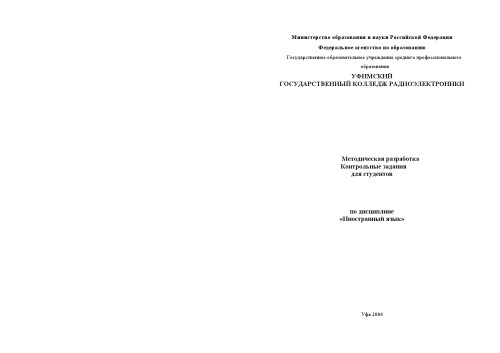 Министерство образования и науки Российской Федерации
Федеральное агентство по образованию
Государственное образовательное учреждение среднего профессионального
образования
УФИМСКИЙ
ГОСУДАРСТВЕННЫЙ КОЛЛЕДЖ РАДИОЭЛЕКТРОНИКИ
Методическая разработка
Контрольные задания
для студентов
по дисциплине
«Иностранный язык»
Уфа 2004